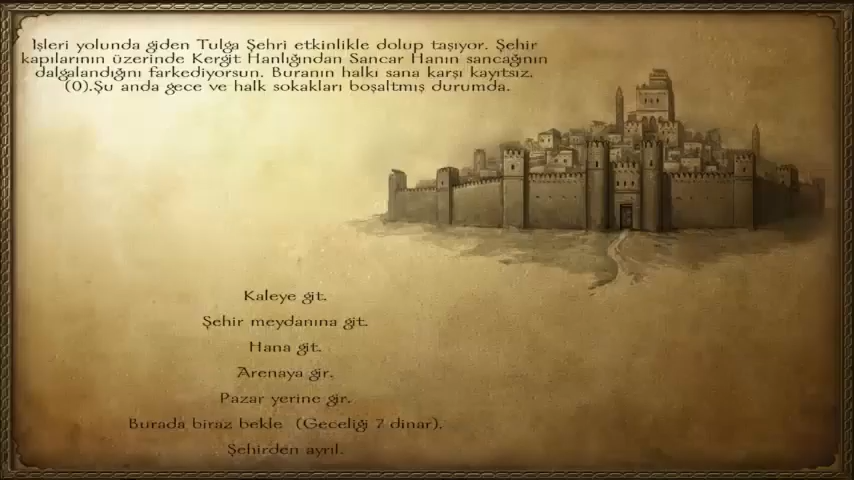 İşleri yolunda giden Tulga Şehri etkinlikle dolup taşıyor. Şehir
kapılarının üzerinde Kergit Hanlığından Sancar Hanın sancağının
dalgalandığını farkediyorsun. Buranın halkı sana karşı kayıtsız.
(0).Şu anda gece ve halk sokakları boşaltmış durumda.
Kaleye git.
Şehir meydanına git.
Hana git.
Arenaya gir.
Pazar yerine gir.
Burada biraz bekle (Geceliği 7 dinar).
Şehirden ayrıl.